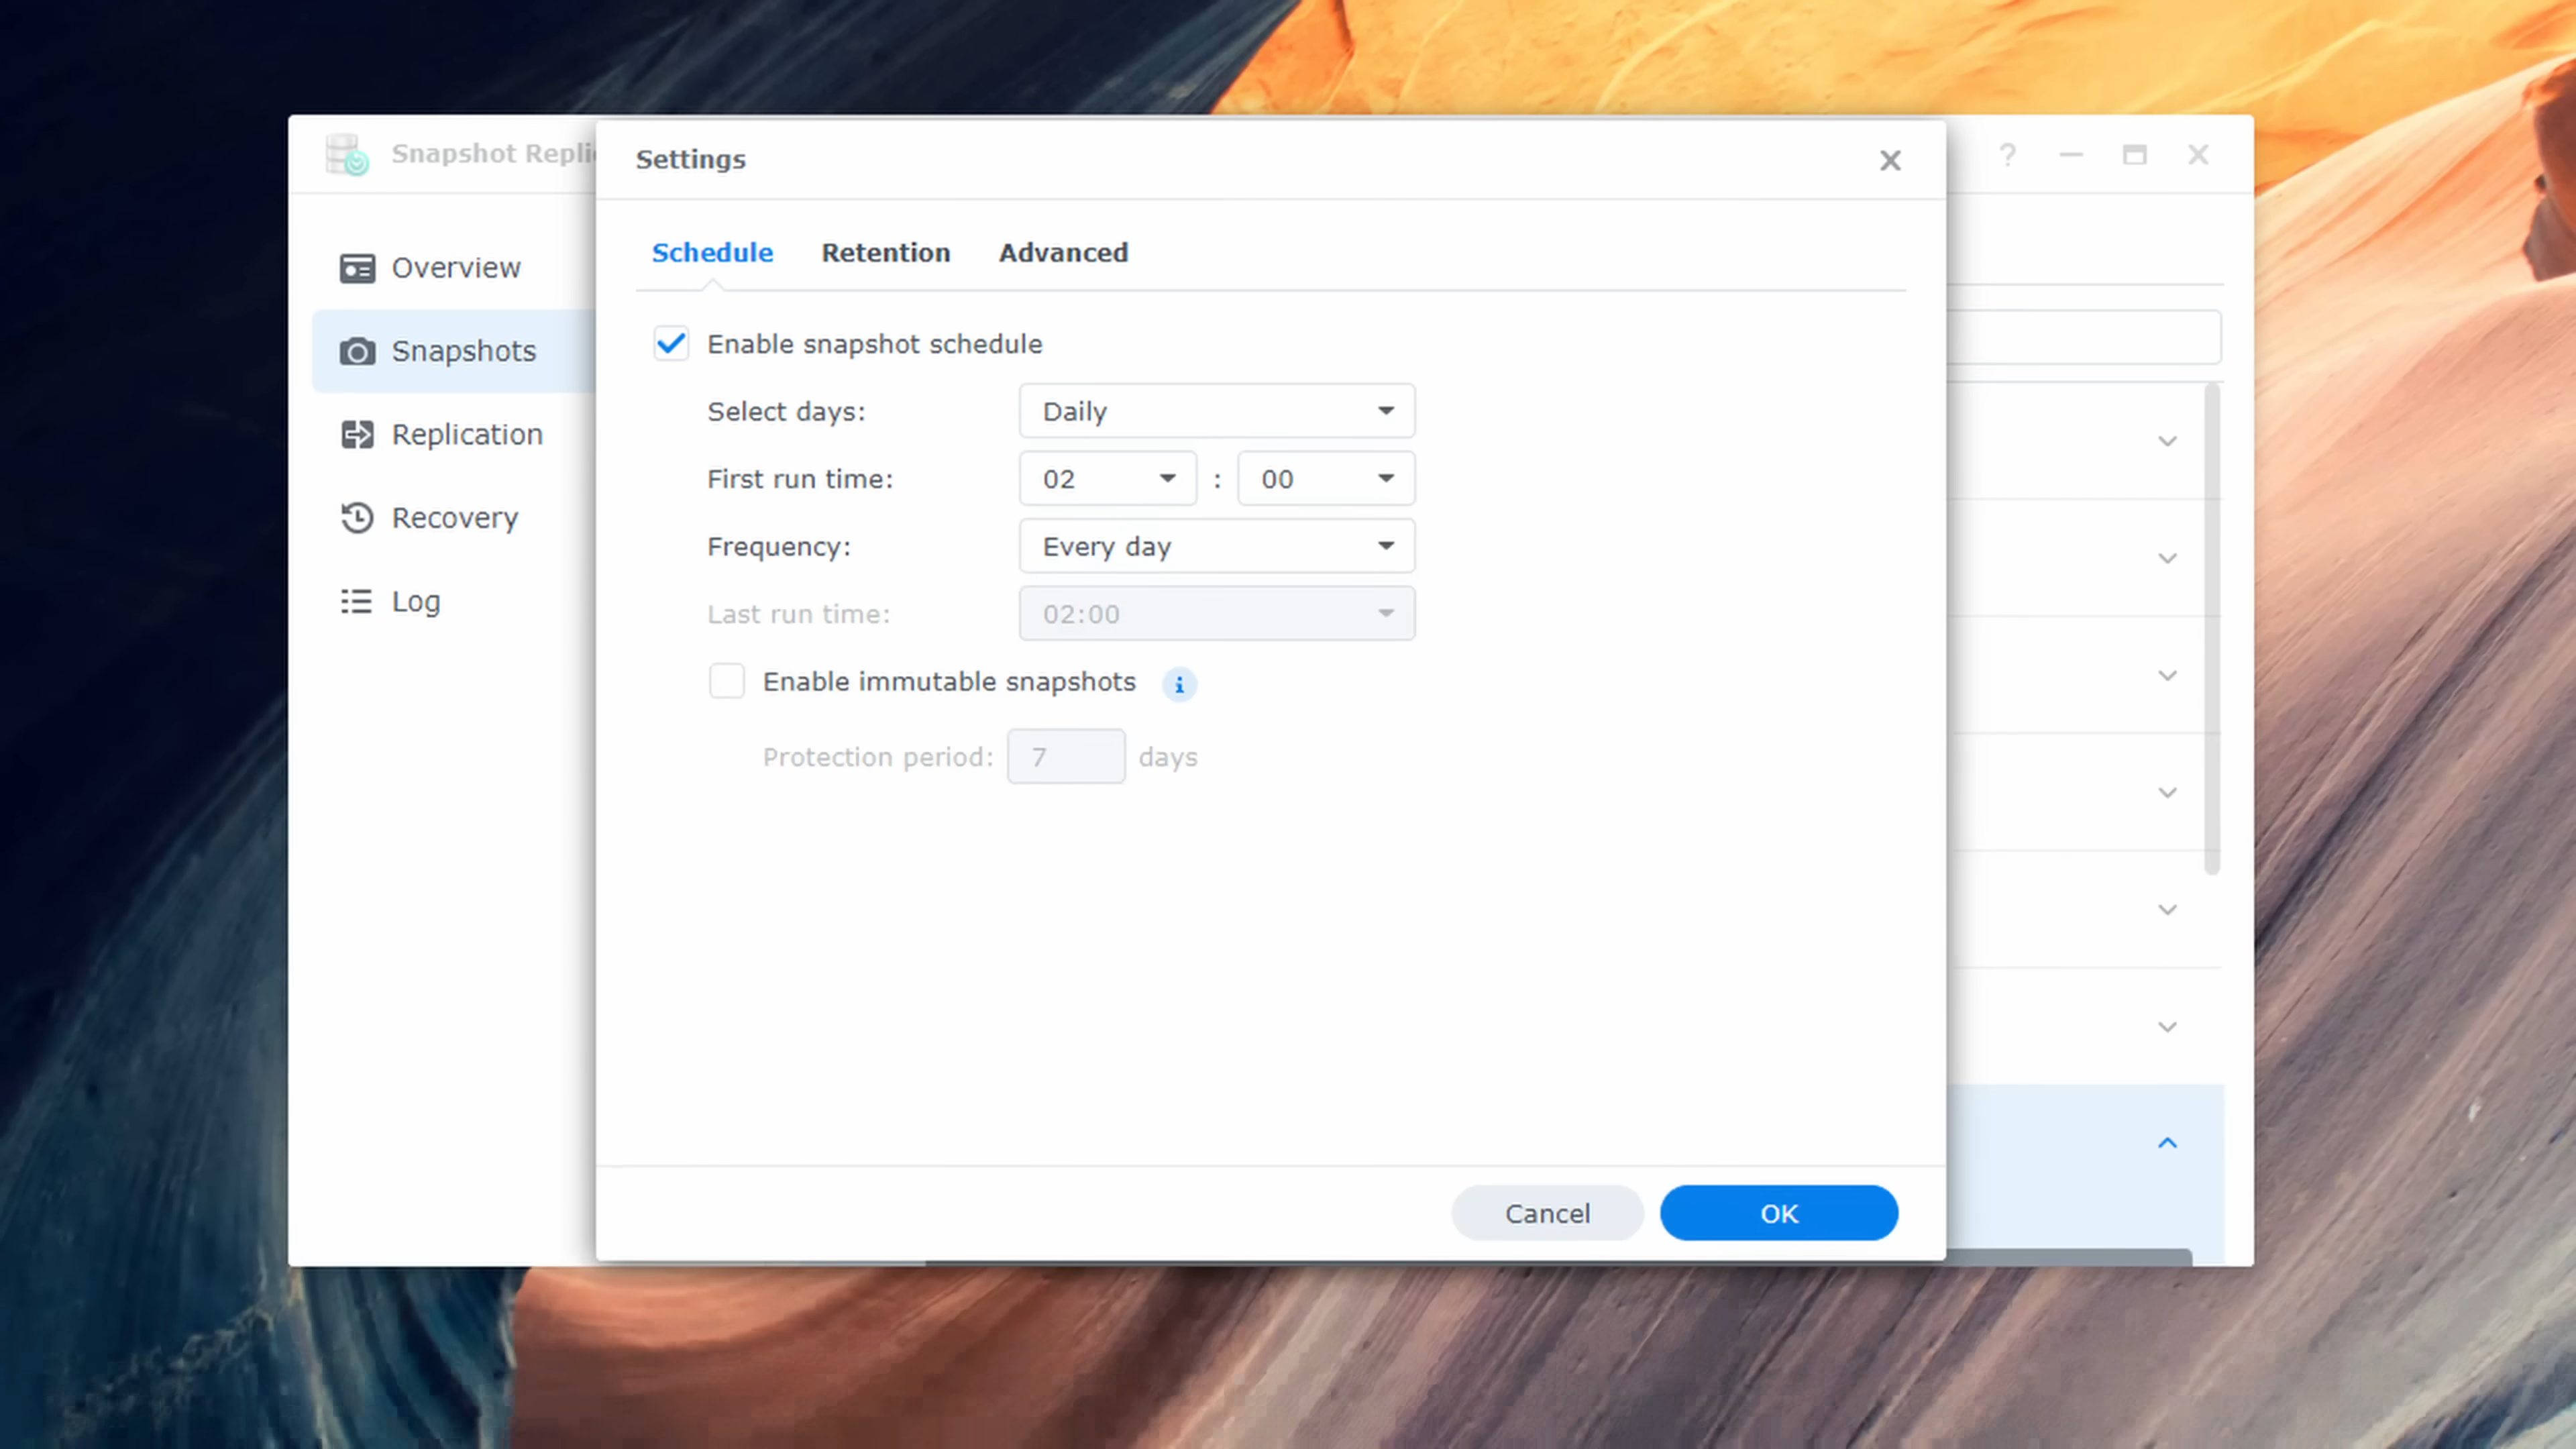 Snapshot Repli
Settings
Overview
Snapshots
Replication
Recovery
Log
Schedule Retention Advanced
Enable snapshot schedule
Select days: Daily
First run time: 02 : 00
Frequency: Every day
Last run time: 02:00
Enable immutable snapshots
Protection period: 7 days
Cancel OK